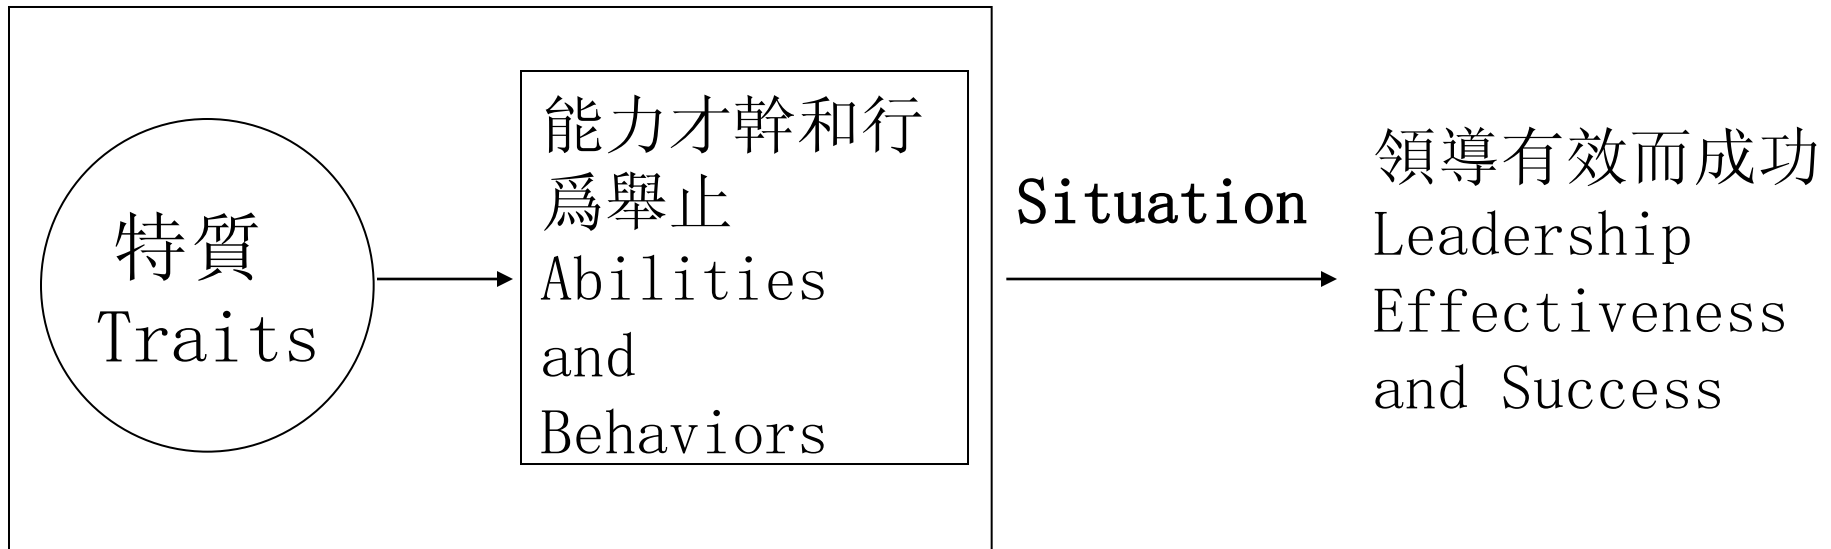 特質
Traits
能力才幹和行
爲舉止
Abilities
and
Behaviors
Situation
領導有效而成功
Leadership
Effectiveness
and Success